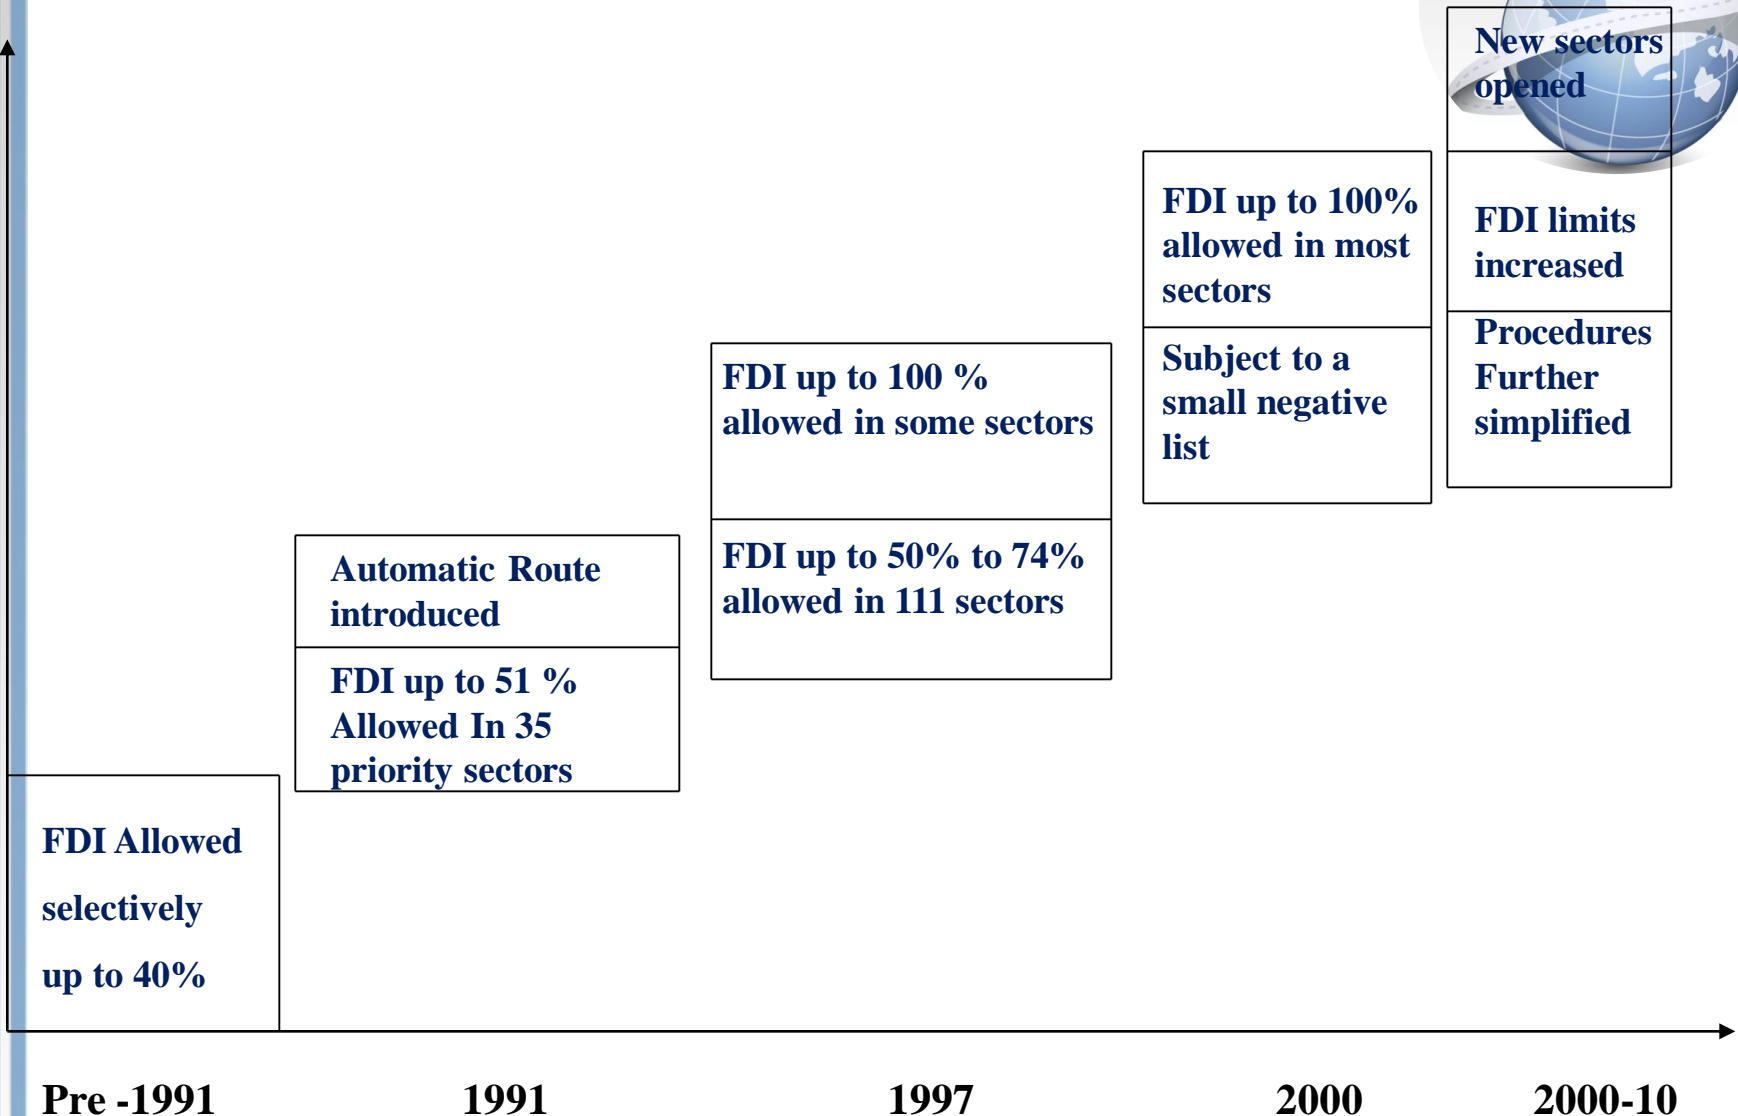 New sectors
opened
FDI up to 100%
allowed in most
sectors
FDI limits
increased
Procedures
Further
simplified
Subject to a
small negative
list
FDI up to 100 %
allowed in some sectors
FDI up to 50% to 74%
allowed in 111 sectors
Automatic Route
introduced
FDI up to 51 %
Allowed In 35
priority sectors
FDI Allowed
selectively
up to 40%
Pre -1991
1991
1997
2000
2000-10